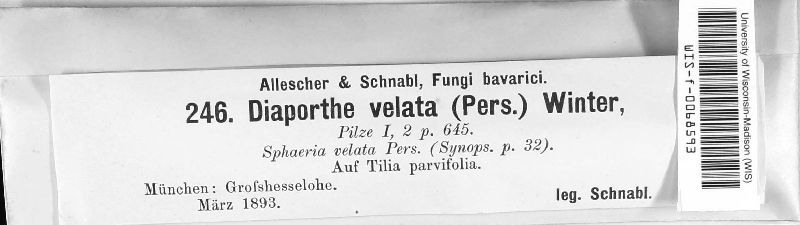 Allescher & Schnabl, Fungi bavarici.
246. Diaporthe velata (Pers.) Winter,
Pilze I, 2 p. 645.
Sphaeria velata Pers. (Synops. p. 32).
Auf Tilia parvifolia.
München: Grofshesselohe.
März 1893.
leg. Schnabl.
University of Wisconsin-Madison (WIS)
WIS-f-0068593